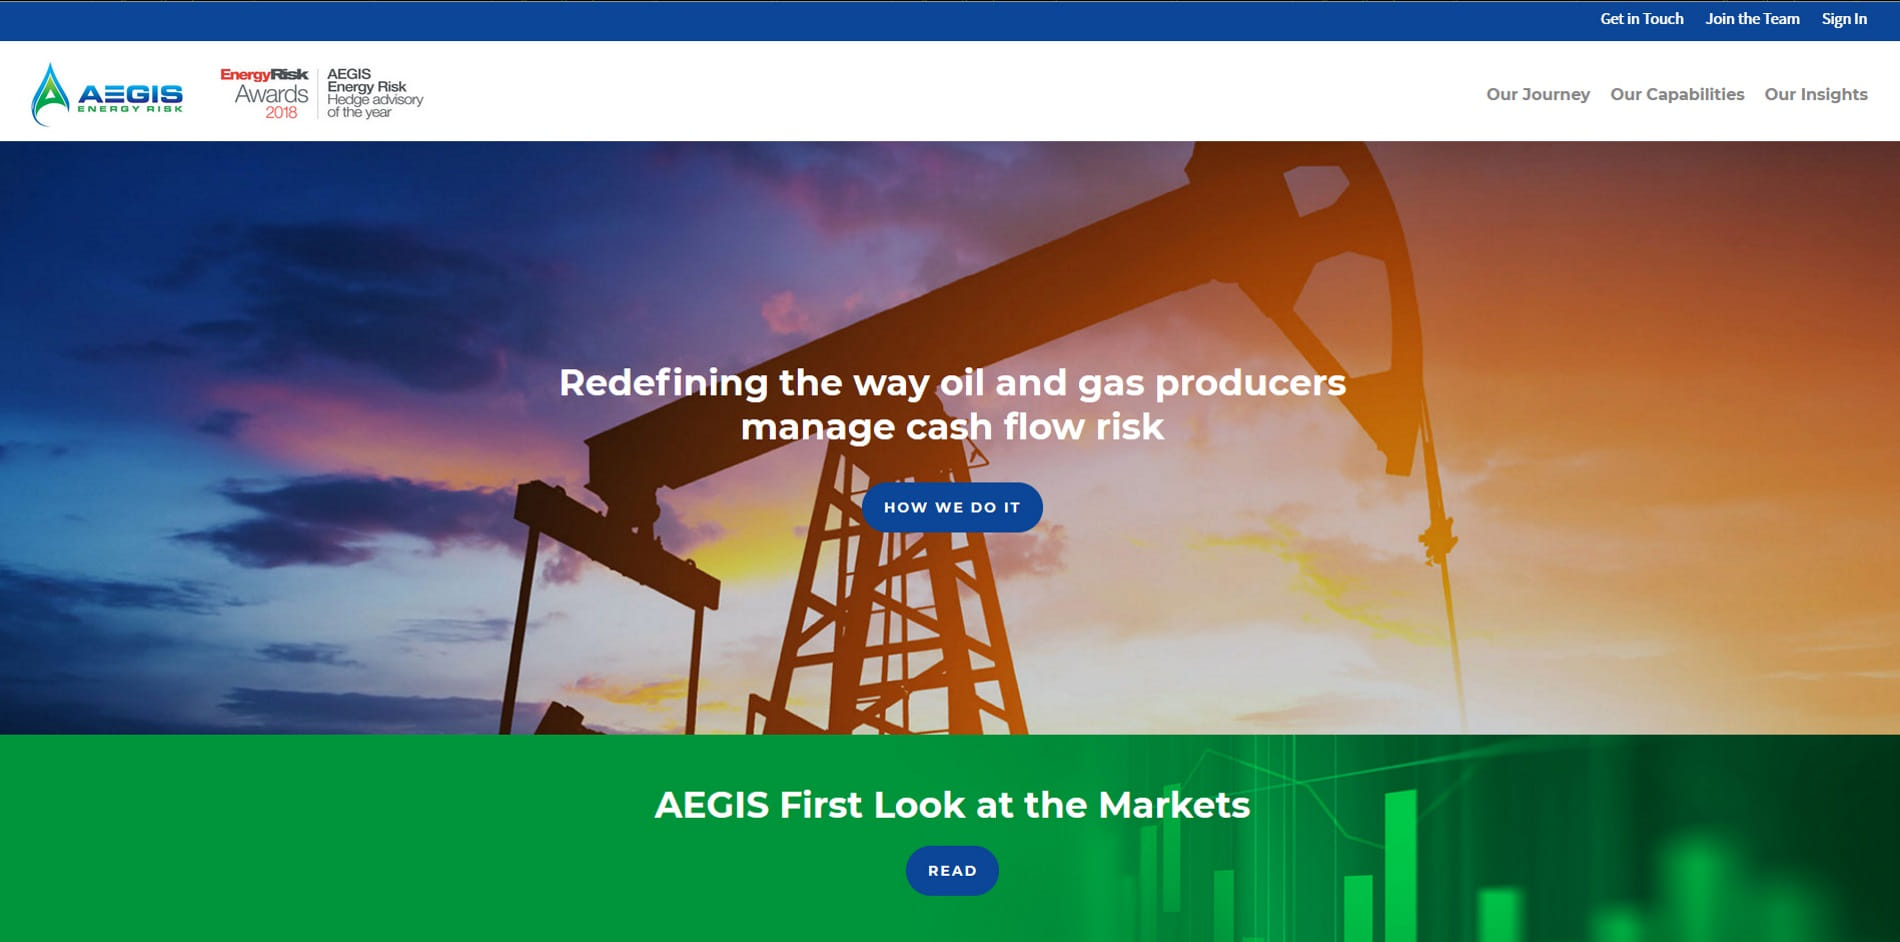 Get in Touch Join the Team Sign In
AEGIS
ENERGY RISK
EnergyRisk
Awards
2018
AEGIS
Energy Risk
Hedge advisory
of the year
Our Journey Our Capabilities Our Insights
Redefining the way oil and gas producers
manage cash flow risk
HOW WE DO IT
AEGIS First Look at the Markets
READ